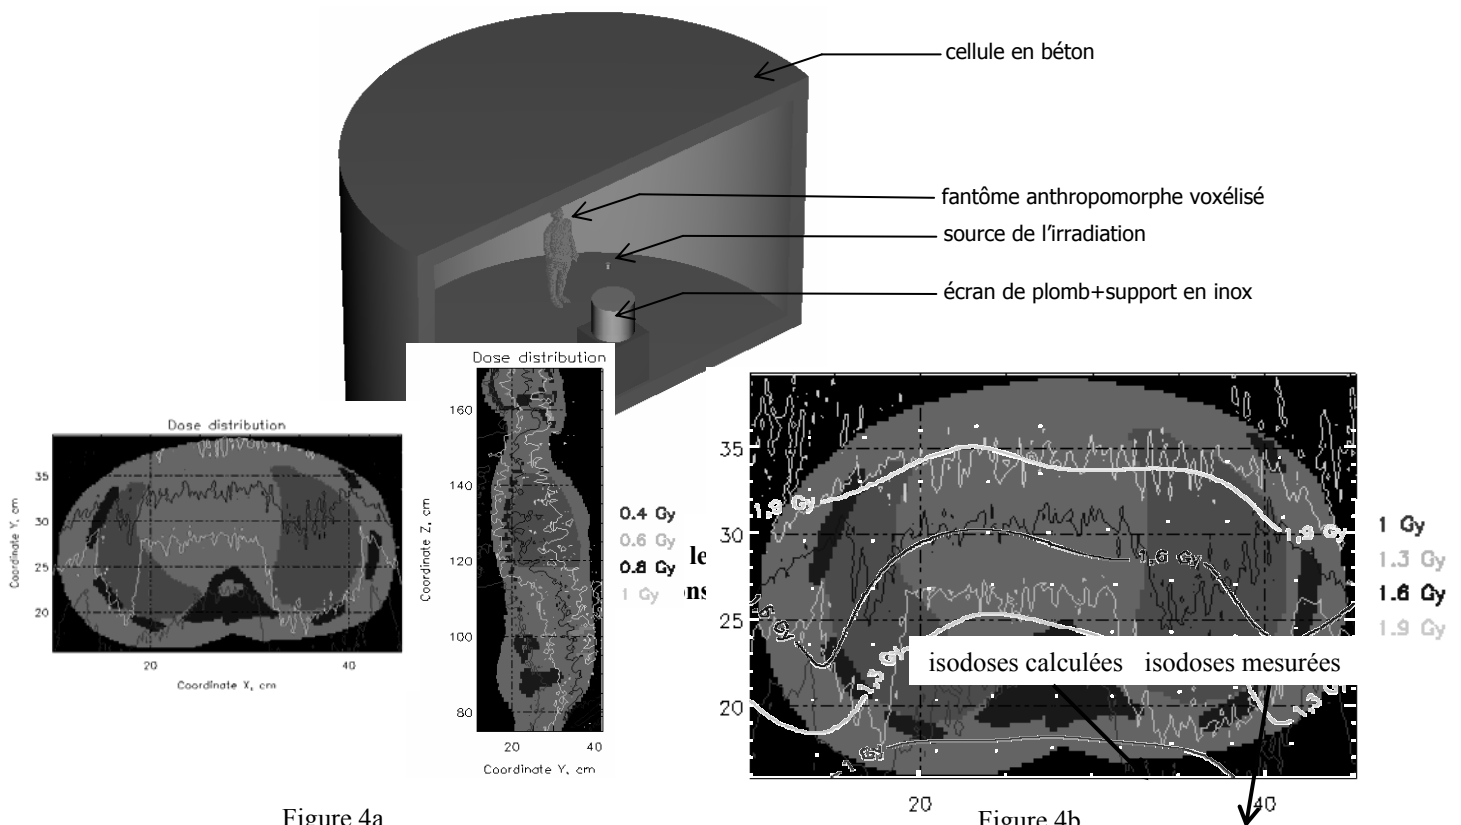 cellule en béton
fantôme anthropomorphe voxélisé
source de l'irradiation
écran de plomb+support en inox
Dose distribution
Coordinate Y, cm
35
30
25
20
20
40
Coordinate X, cm
Dose distribution
Coordinate Z, cm
160
140
120
100
80
20
40
Coordinate Y, cm
0.4 Gy
0.6 Gy
0.8 Gy
1 Gy
le
ons
35
30
25
20
1.9 Gy
1.9 Gy
1.6 Gy
6 Gy
1.3 Gy
1.3
1 Gy
isodoses calculées
isodoses mesurées
20
40
1 Gy
1.3 Gy
1.6 Gy
1.9 Gy
Figure 4a
Figure 4b